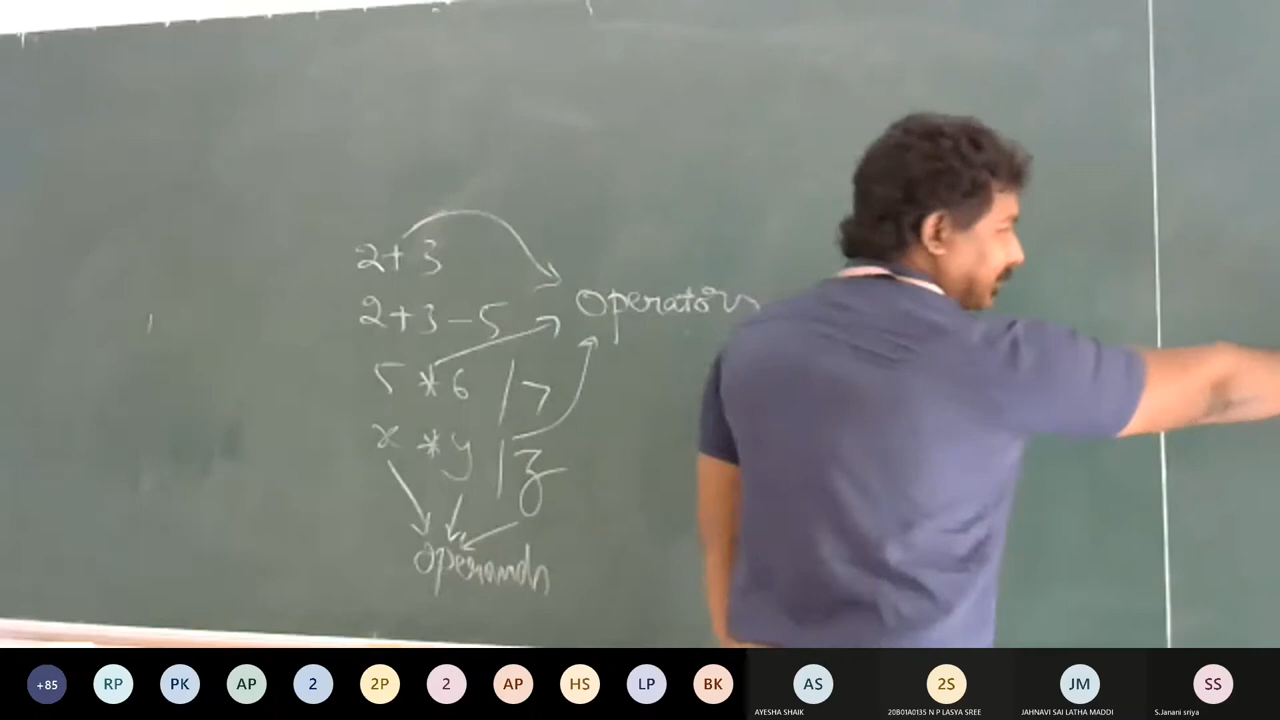 2+3
2+3-5
operators
5 * 6 / 7
x * y / z
operands
+85
RP
PK
AP
2
2P
2
AP
HS
LP
BK
AS
2S
JM
SS
AYESHA SHAIK
20B01A0135 N P LASYA SREE
JAHNAVI SAI LATHA MADDI
S.Janani sriya